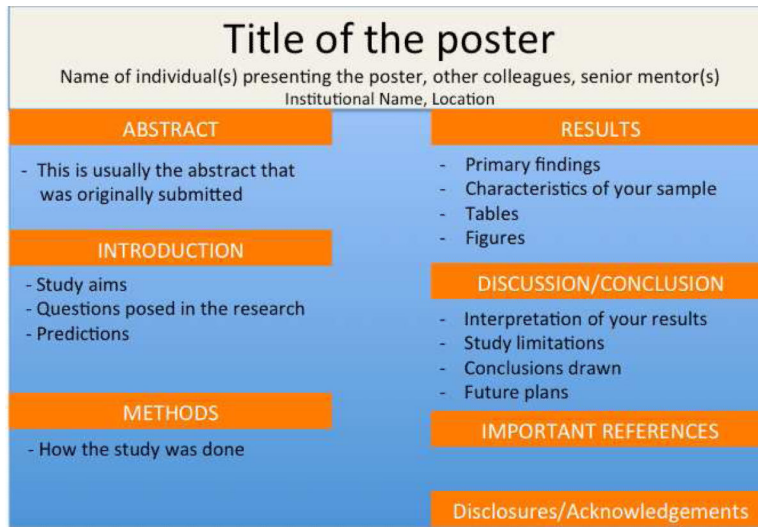 Title of the poster
Name of individual(s) presenting the poster, other colleagues, senior mentor(s)
Institutional Name, Location
ABSTRACT
- This is usually the abstract that
was originally submitted
INTRODUCTION
- Study aims
- Questions posed in the research
- Predictions
METHODS
- How the study was done
RESULTS
- Primary findings
- Characteristics of your sample
- Tables
- Figures
DISCUSSION/CONCLUSION
- Interpretation of your results
- Study limitations
- Conclusions drawn
- Future plans
IMPORTANT REFERENCES
Disclosures/Acknowledgements